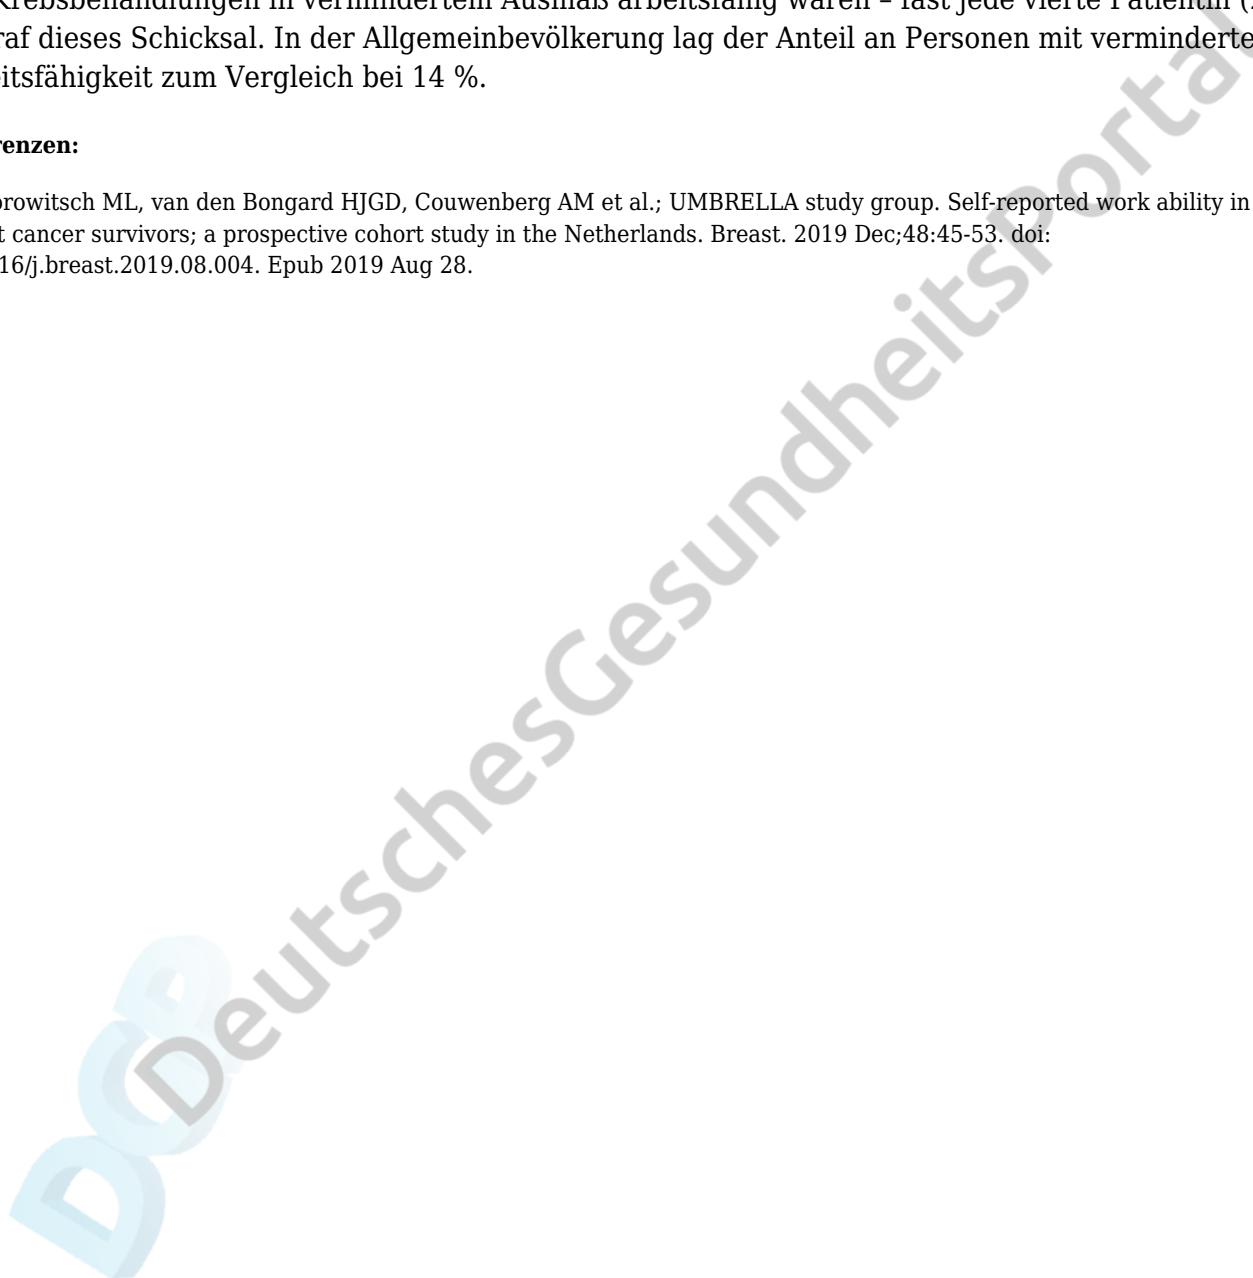 Krebsbehandlungen in vermindertem Ausmaß arbeitsfähig waren – fast jede vierte Patientin (
raf dieses Schicksal. In der Allgemeinbevölkerung lag der Anteil an Personen mit verminderte
eitsfähigkeit zum Vergleich bei 14 %.
renzen:
orowitsch ML, van den Bongard HJGD, Couwenberg AM et al.; UMBRELLA study group. Self-reported work ability in
t cancer survivors; a prospective cohort study in the Netherlands. Breast. 2019 Dec;48:45-53. doi:
16/j.breast.2019.08.004. Epub 2019 Aug 28.
DeutschesGesundheitsPortal
DGP